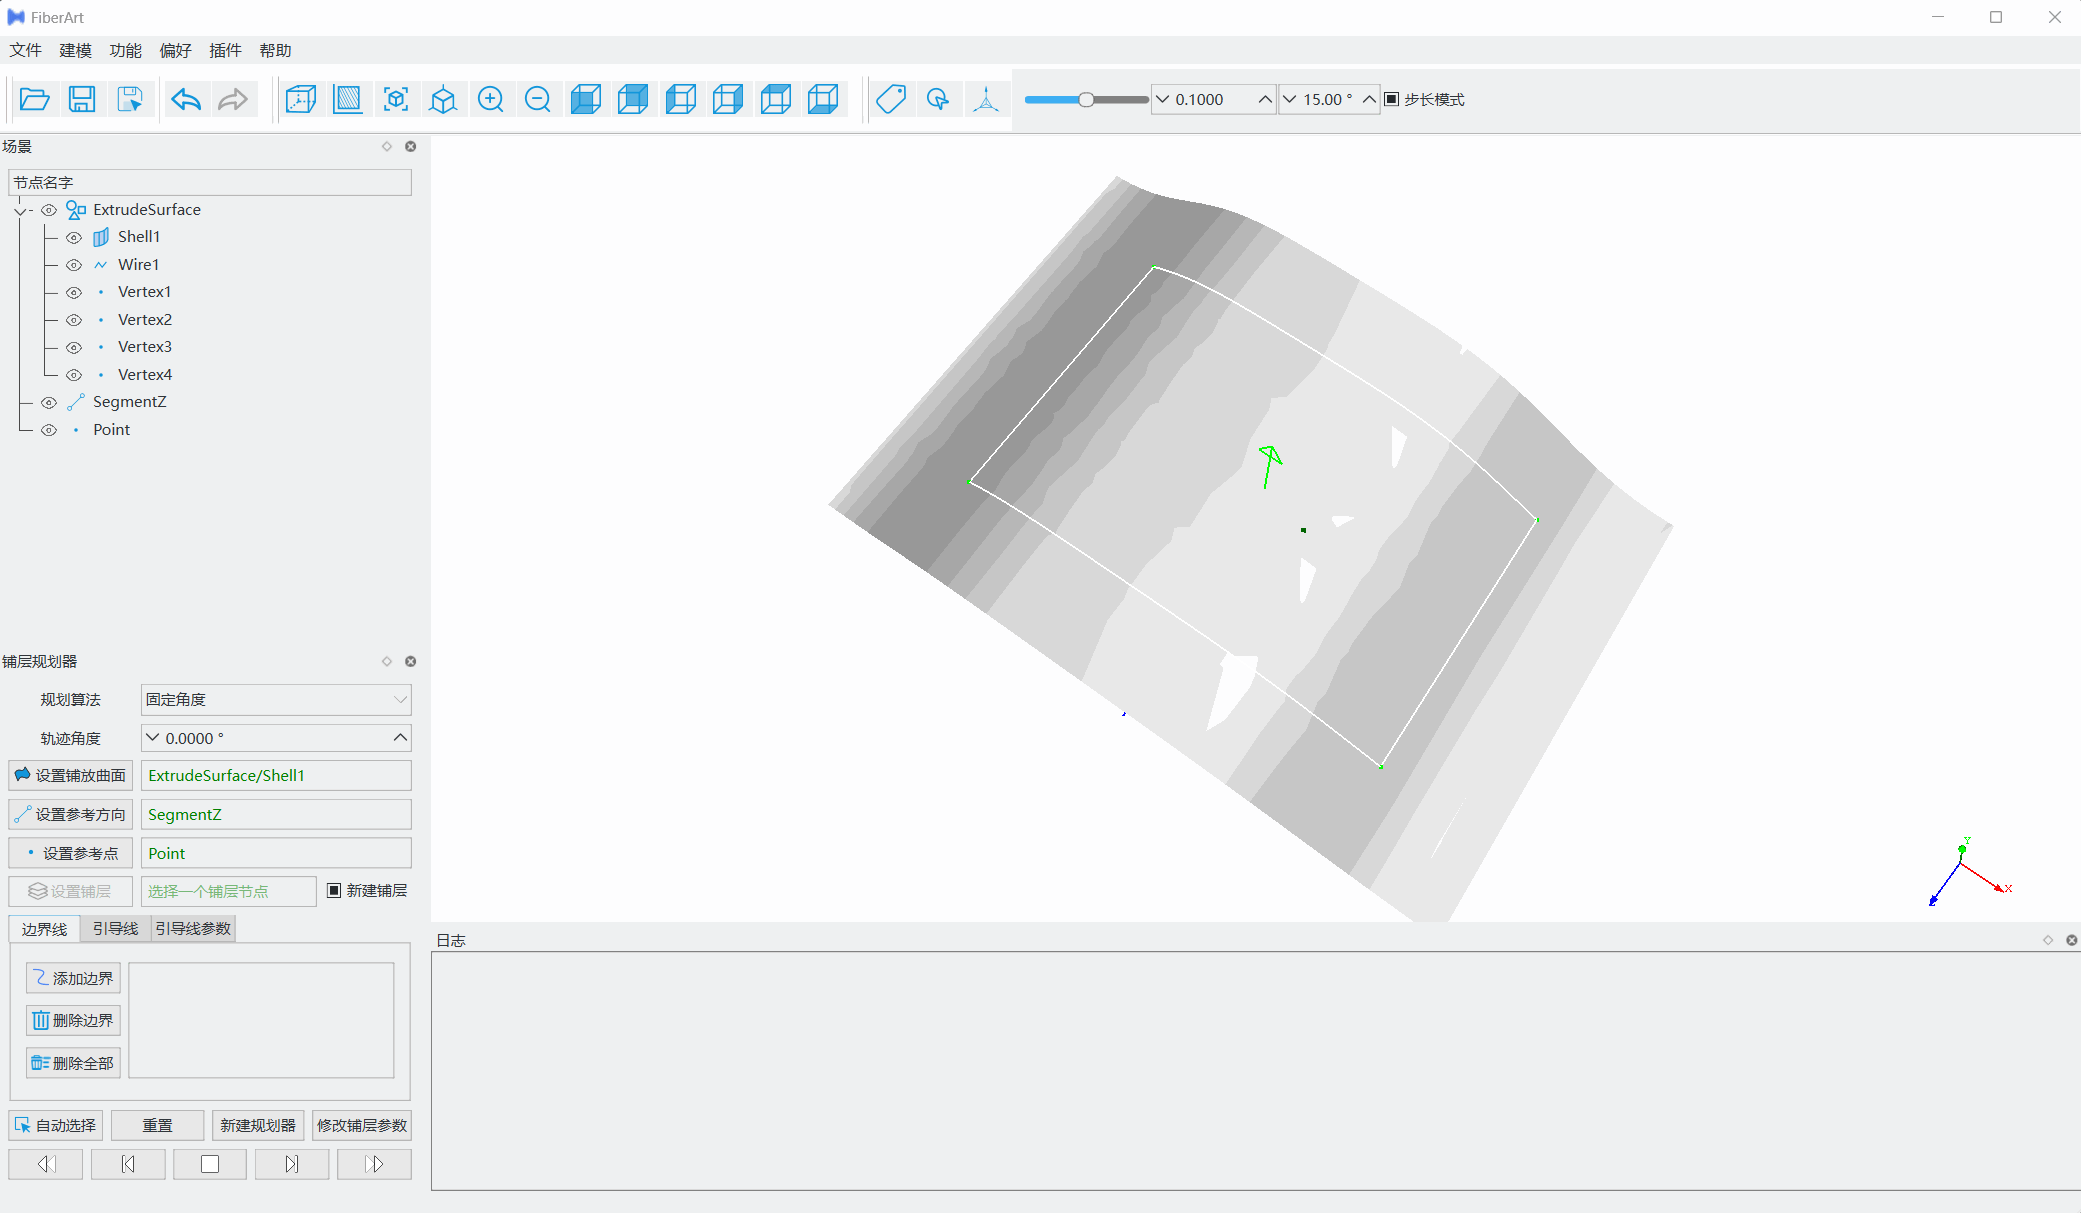 FiberArt
文件 建模 功能 偏好 插件 帮助
0.1000 15.00 ° 步长模式
场景
节点名字
ExtrudeSurface
Shell1
Wire1
Vertex1
Vertex2
Vertex3
Vertex4
SegmentZ
Point
铺层规划器
规划算法 固定角度
轨迹角度 0.0000 °
设置铺放曲面 ExtrudeSurface/Shell1
设置参考方向 SegmentZ
设置参考点 Point
设置铺层 选择一个铺层节点 新建铺层
边界线 引导线 引导线参数
添加边界
删除边界
删除全部
自动选择 重置 新建规划器 修改铺层参数
Y
X
Z
日志